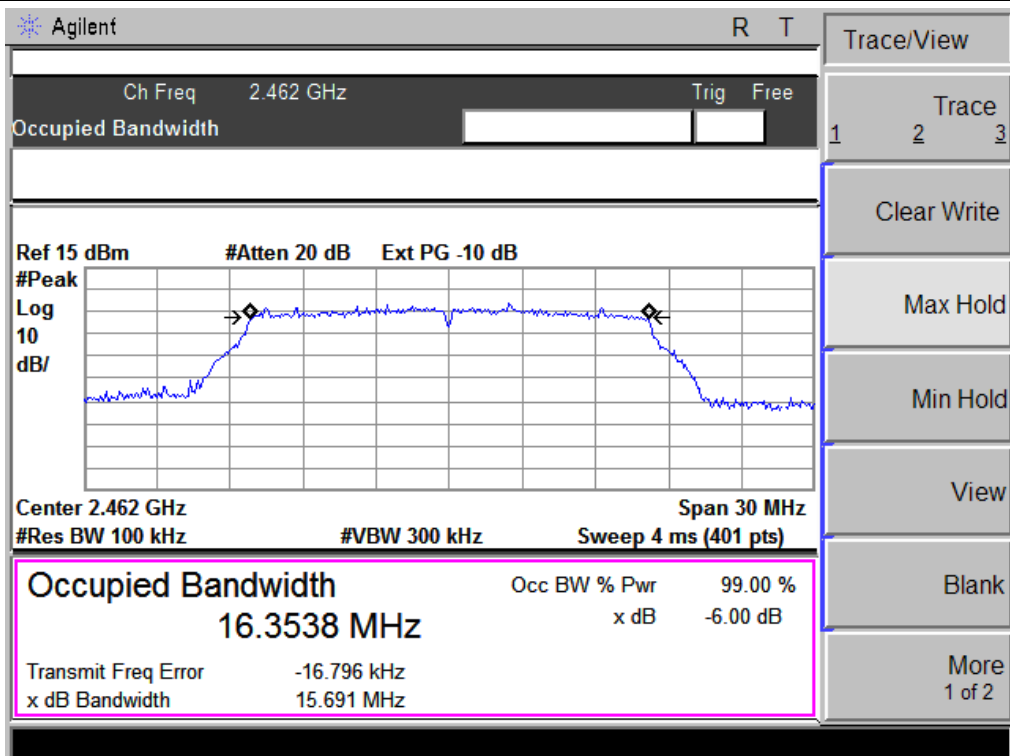 Agilent R T
Trace/View
Ch Freq 2.462 GHz Trig Free
Occupied Bandwidth
Trace
1 2 3
Clear Write
Ref 15 dBm #Atten 20 dB Ext PG -10 dB
#Peak
Log
10
dB/
Max Hold
Min Hold
View
Center 2.462 GHz Span 30 MHz
#Res BW 100 kHz #VBW 300 kHz Sweep 4 ms (401 pts)
Occupied Bandwidth Occ BW % Pwr 99.00 %
16.3538 MHz x dB -6.00 dB
Blank
Transmit Freq Error -16.796 kHz
x dB Bandwidth 15.691 MHz
More
1 of 2